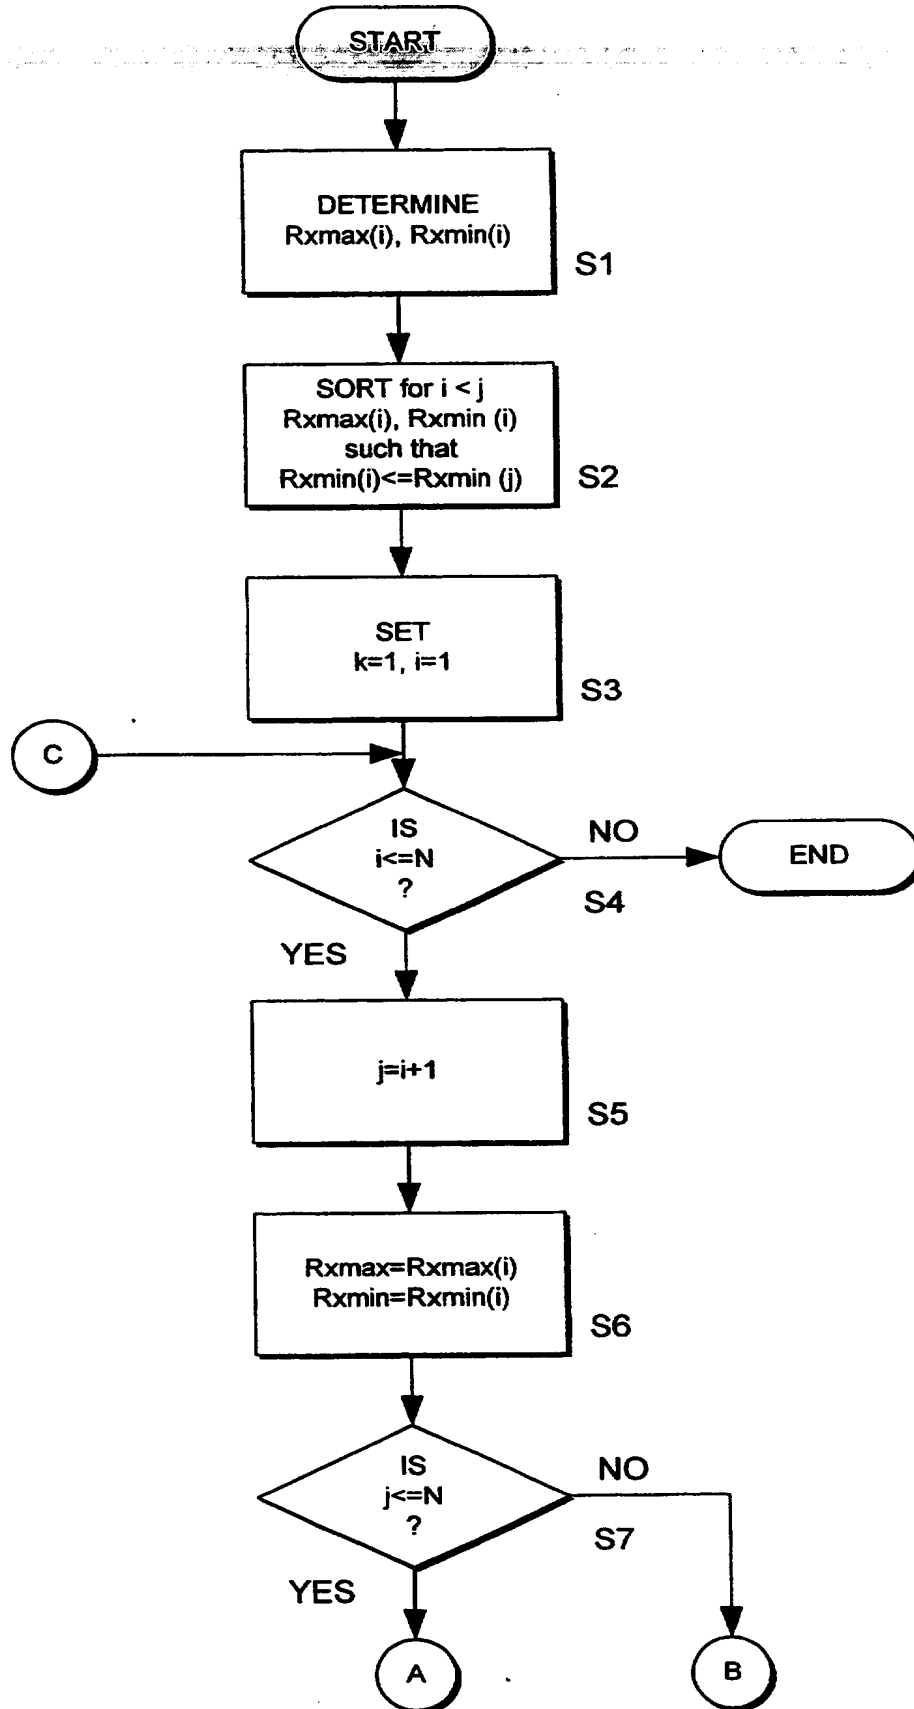 START
DETERMINE
Rxmax(i), Rxmin(i)
S1
SORT for i < j
Rxmax(i), Rxmin (i)
such that
Rxmin(i)<=Rxmin (j)
S2
SET
k=1, i=1
S3
C
IS
i<=N
?
NO
END
S4
YES
j=i+1
S5
Rxmax=Rxmax(i)
Rxmin=Rxmin(i)
S6
IS
j<=N
?
NO
S7
YES
A
B